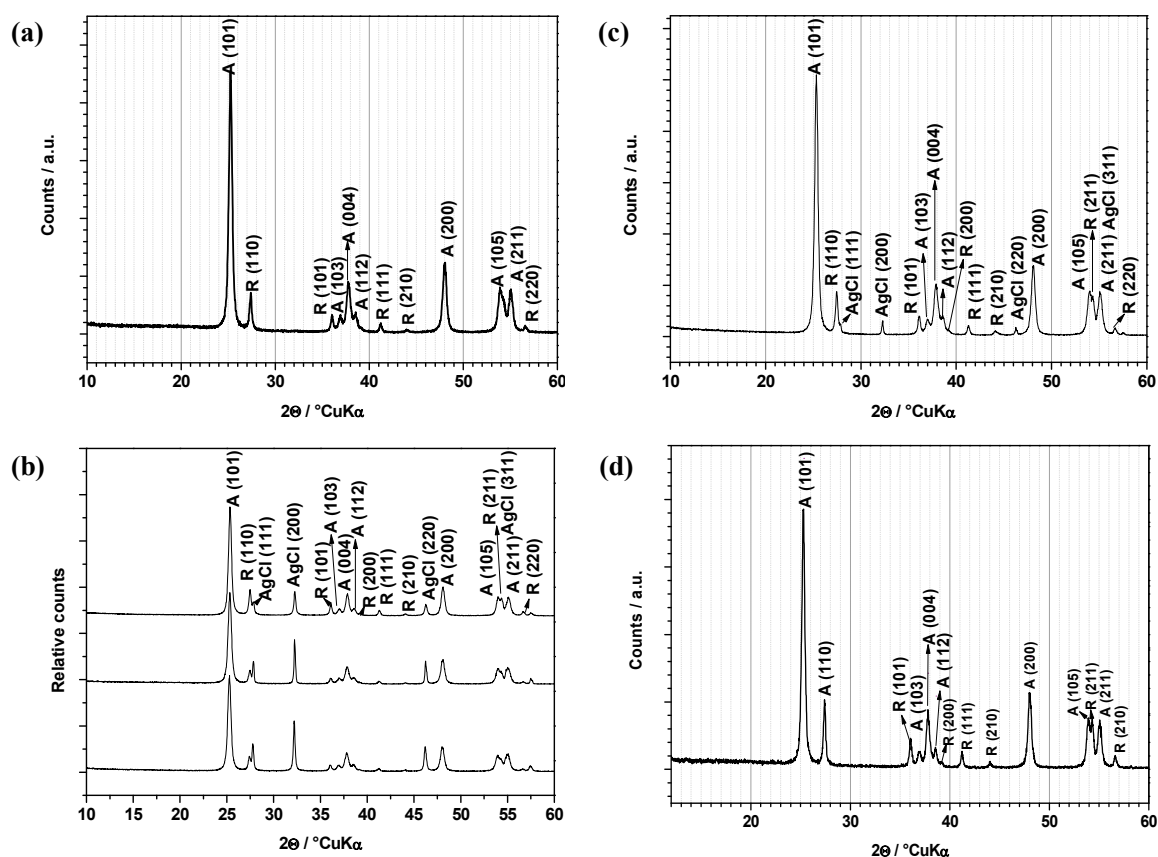 (a)
Counts / a.u.
A (101)
R (110)
R (101)
A (103)
A (004)
A (112)
R (111)
R (210)
A (200)
A (105)
A (211)
R (220)
10 20 30 40 50 60
2Θ / °CuKα
(c)
Counts / a.u.
A (101)
R (110)
AgCl (111)
AgCl (200)
R (101)
A (103)
A (004)
A (112)
R (200)
R (111)
R (210)
AgCl (220)
A (200)
A (105)
R (211)
A (211) AgCl (311)
R (220)
10 20 30 40 50 60
2Θ / °CuKα
(b)
Relative counts
A (101)
R (110)
AgCl (111)
AgCl (200)
R (101)
A (103)
A (004)
A (112)
R (200)
R (111)
R (210)
AgCl (220)
A (200)
A (105)
R (211)
AgCl (311)
A (211)
R (220)
10 15 20 25 30 35 40 45 50 55 60
2Θ / °CuKα
(d)
Counts / a.u.
A (101)
A (110)
R (101)
A (103)
A (004)
A (112)
R (200)
R (111)
R (210)
A (200)
A (105)
R (211)
A (211)
R (210)
20 30 40 50 60
2Θ / °CuKα